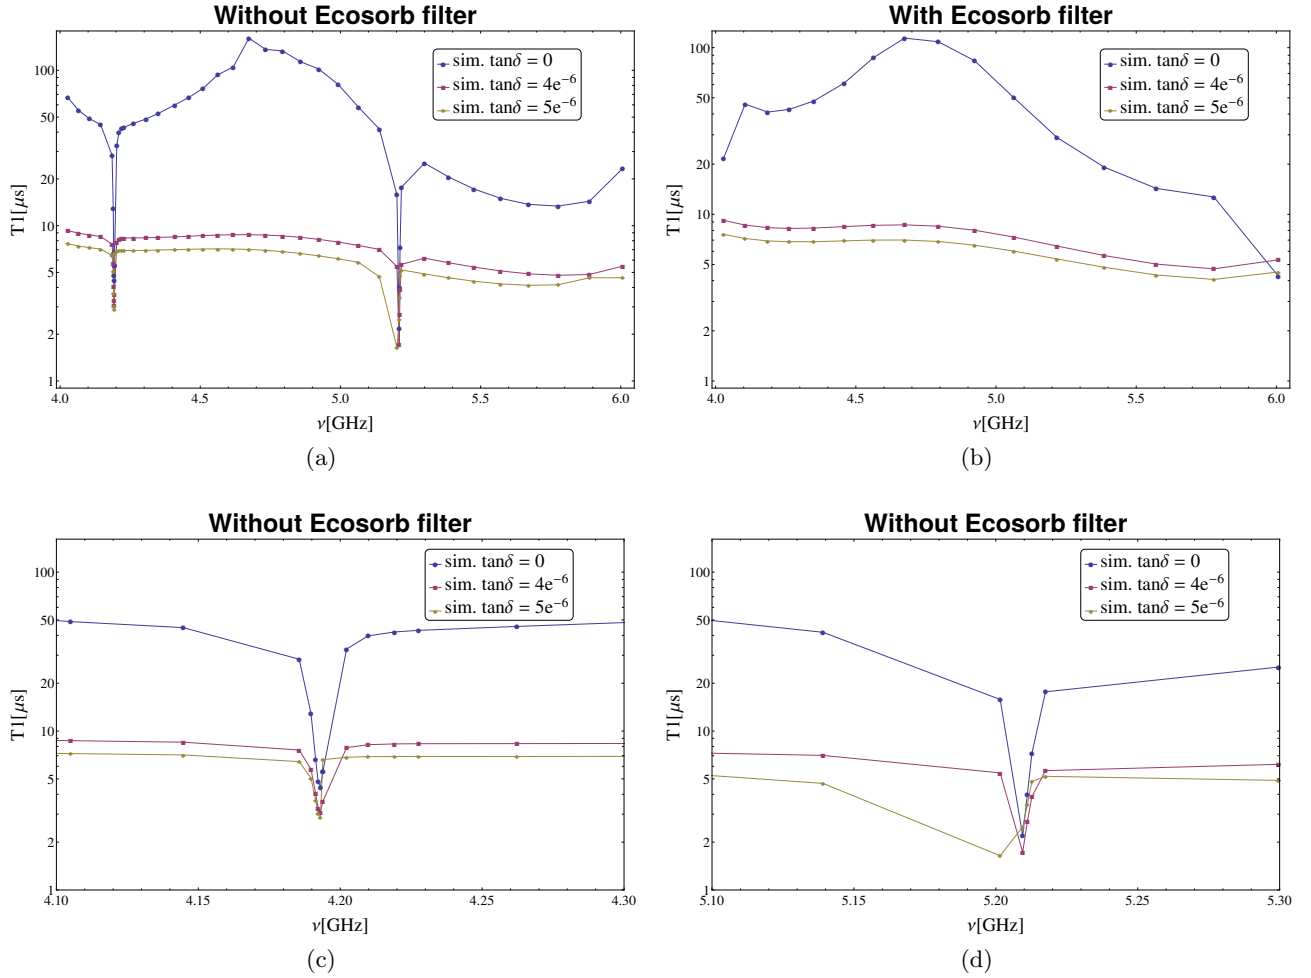 Without Ecosorb filter
sim. tanδ = 0
sim. tanδ = 4e⁻⁶
sim. tanδ = 5e⁻⁶
T1[μs]
100
50
20
10
5
2
1
4.0 4.5 5.0 5.5 6.0
ν[GHz]
(a)
With Ecosorb filter
sim. tanδ = 0
sim. tanδ = 4e⁻⁶
sim. tanδ = 5e⁻⁶
T1[μs]
100
50
20
10
5
2
1
4.0 4.5 5.0 5.5 6.0
ν[GHz]
(b)
Without Ecosorb filter
sim. tanδ = 0
sim. tanδ = 4e⁻⁶
sim. tanδ = 5e⁻⁶
T1[μs]
100
50
20
10
5
2
1
4.10 4.15 4.20 4.25 4.30
ν[GHz]
(c)
Without Ecosorb filter
sim. tanδ = 0
sim. tanδ = 4e⁻⁶
sim. tanδ = 5e⁻⁶
T1[μs]
100
50
20
10
5
2
1
5.10 5.15 5.20 5.25 5.30
ν[GHz]
(d)